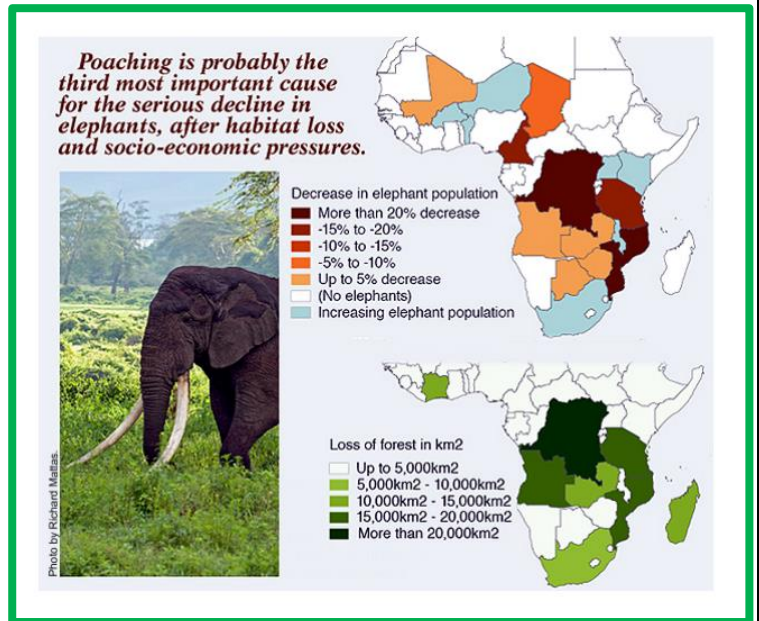 Poaching is probably the
third most important cause
for the serious decline in
elephants, after habitat loss
and socio-economic pressures.
Decrease in elephant population
More than 20% decrease
-15% to -20%
-10% to -15%
-5% to -10%
Up to 5% decrease
(No elephants)
Increasing elephant population
Loss of forest in km2
Up to 5,000km2
5,000km2 - 10,000km2
10,000km2 - 15,000km2
15,000km2 - 20,000km2
More than 20,000km2
Photo by Richard Mattas.